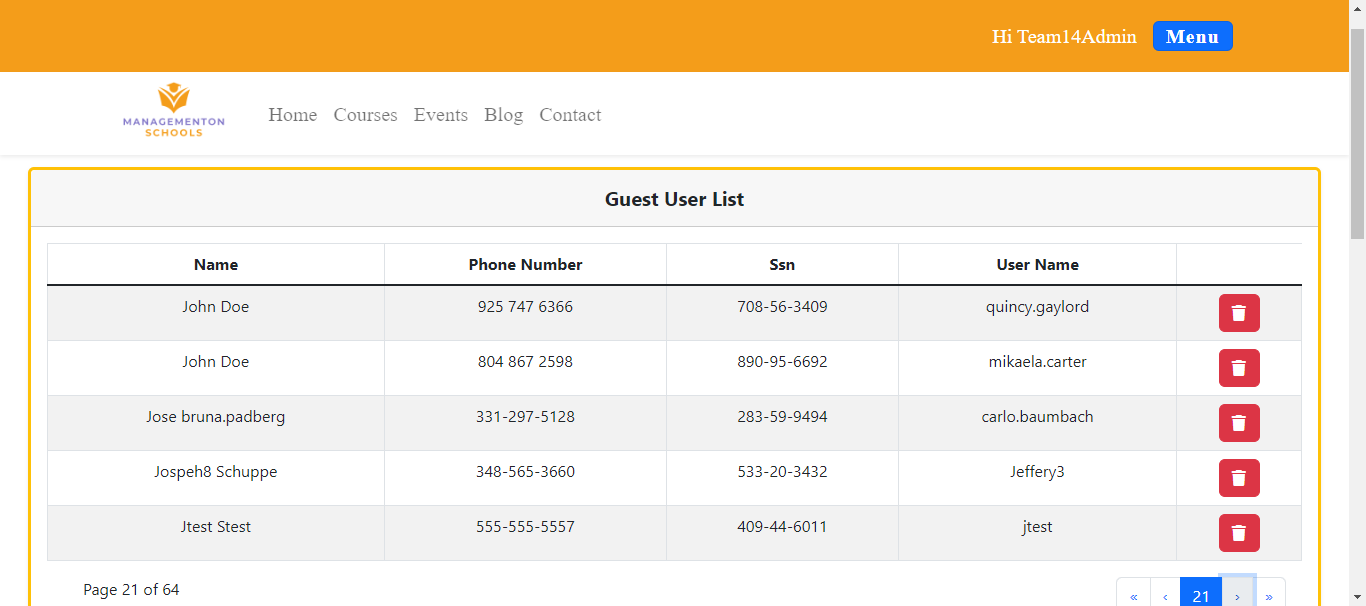 Hi Team14Admin Menu
MANAGEMENTON
SCHOOLS
Home Courses Events Blog Contact
Guest User List
Name Phone Number Ssn User Name
John Doe 925 747 6366 708-56-3409 quincy.gaylord
John Doe 804 867 2598 890-95-6692 mikaela.carter
Jose bruna.padberg 331-297-5128 283-59-9494 carlo.baumbach
Jospeh8 Schuppe 348-565-3660 533-20-3432 Jeffery3
Jtest Stest 555-555-5557 409-44-6011 jtest
Page 21 of 64 « ‹ 21 › »